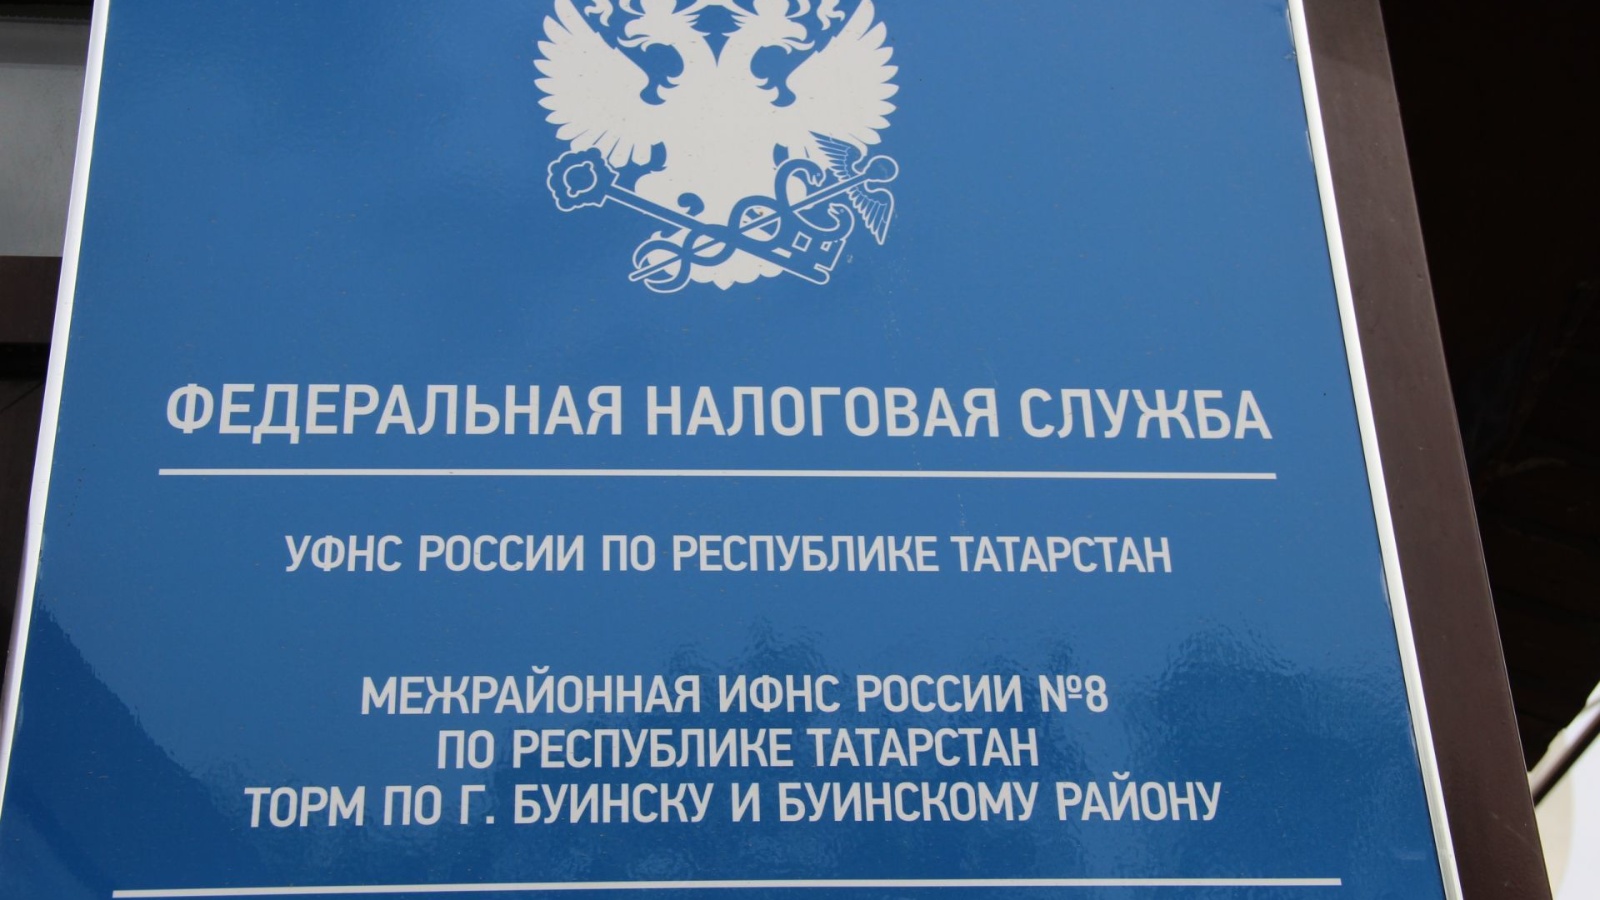 ФЕДЕРАЛЬНАЯ НАЛОГОВАЯ СЛУЖБА
УФНС РОССИИ ПО РЕСПУБЛИКЕ ТАТАРСТАН
МЕЖРАЙОННАЯ ИФНС РОССИИ №8
ПО РЕСПУБЛИКЕ ТАТАРСТАН
ТОРМ ПО Г. БУИНСКУ И БУИНСКОМУ РАЙОНУ